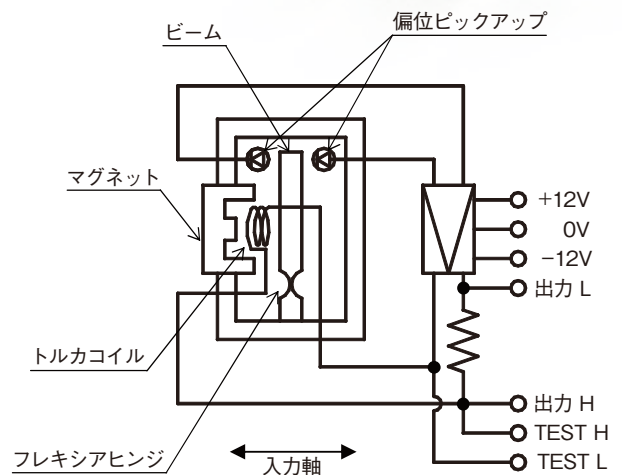 ビーム
偏位ピックアップ
マグネット
+12V
0V
−12V
出力 L
トルカコイル
出力 H
TEST H
フレキシアヒンジ
入力軸
TEST L